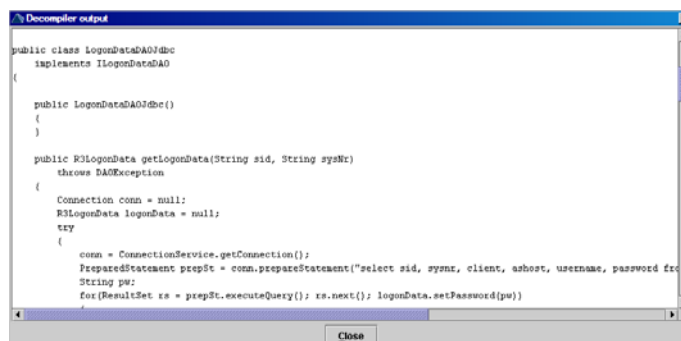 Decompiler output
public class LogonDataDAOJdbc
implements ILogonDataDAO
{
public LogonDataDAOJdbc()
{
}
public R3LogonData getLogonData(String sid, String sysNr)
throws DAOException
{
Connection conn = null;
R3LogonData logonData = null;
try
{
conn = ConnectionService.getConnection();
PreparedStatement prepSt = conn.prepareStatement("select sid, sysnr, client, ashost, username, password fro
String pw;
for(ResultSet rs = prepSt.executeQuery(); rs.next(); logonData.setPassword(pw))
Close